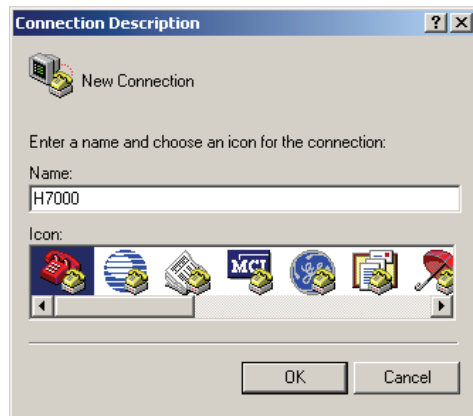 Connection Description
New Connection
Enter a name and choose an icon for the connection:
Name:
H7000
Icon:
MCI
OK
Cancel